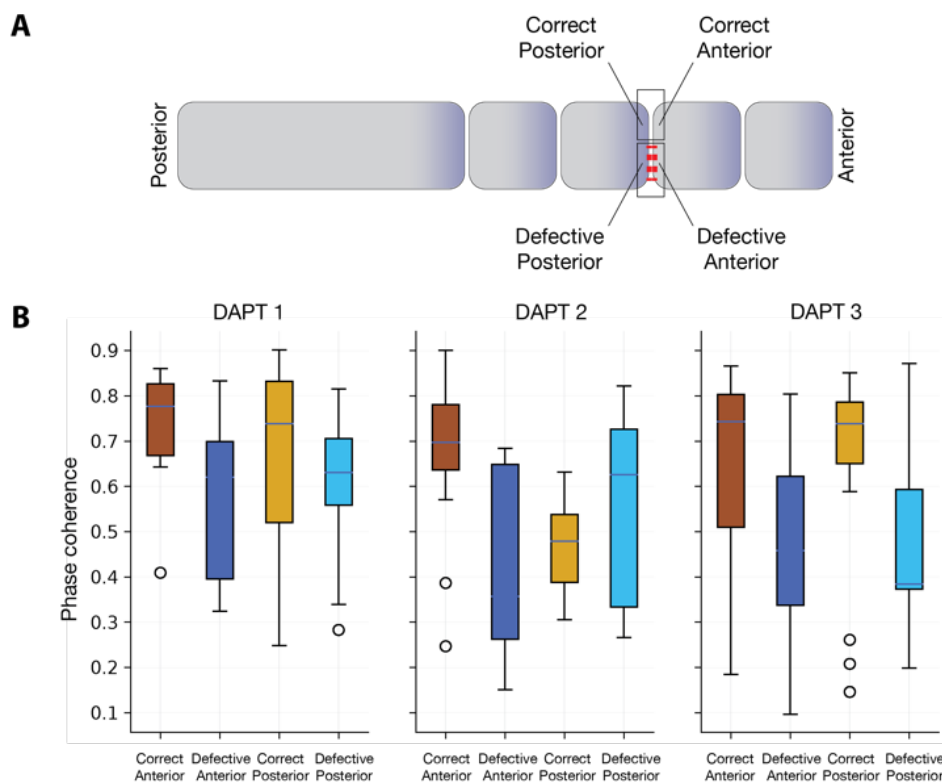 A
Correct
Posterior
Correct
Anterior
Posterior
Anterior
Defective
Posterior
Defective
Anterior
B
DAPT 1
DAPT 2
DAPT 3
Phase coherence
0.9
0.8
0.7
0.6
0.5
0.4
0.3
0.2
0.1
Correct
Anterior
Defective
Anterior
Correct
Posterior
Defective
Posterior
Correct
Anterior
Defective
Anterior
Correct
Posterior
Defective
Posterior
Correct
Anterior
Defective
Anterior
Correct
Posterior
Defective
Posterior